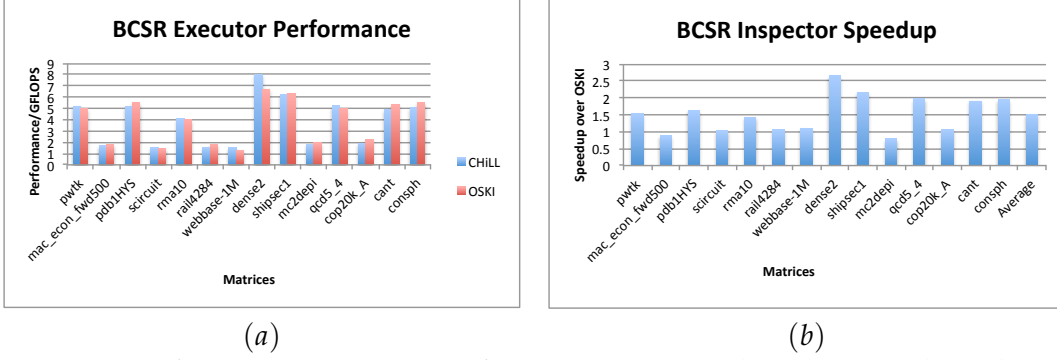 BCSR Executor Performance
Performance/GFLOPS
9
8
7
6
5
4
3
2
1
0
pwtk
mac_econ_fwd500
pdb1HYS
scircuit
rma10
rail4284
webbase-1M
dense2
shipsec1
mc2depi
qcd5_4
cop20k_A
cant
consph
CHiLL
OSKI
Matrices
(a)
BCSR Inspector Speedup
Speedup over OSKI
3
2.5
2
1.5
1
0.5
0
pwtk
mac_econ_fwd500
pdb1HYS
scircuit
rma10
rail4284
webbase-1M
dense2
shipsec1
mc2depi
qcd5_4
cop20k_A
cant
consph
Average
Matrices
(b)